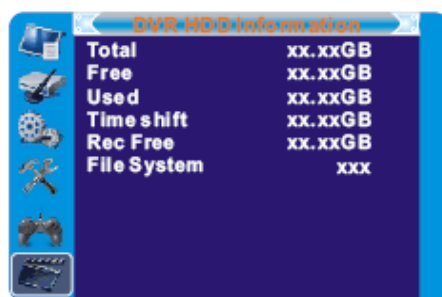 DVR HDD Information
Total xx.xxGB
Free xx.xxGB
Used xx.xxGB
Time shift xx.xxGB
Rec Free xx.xxGB
File System xxx